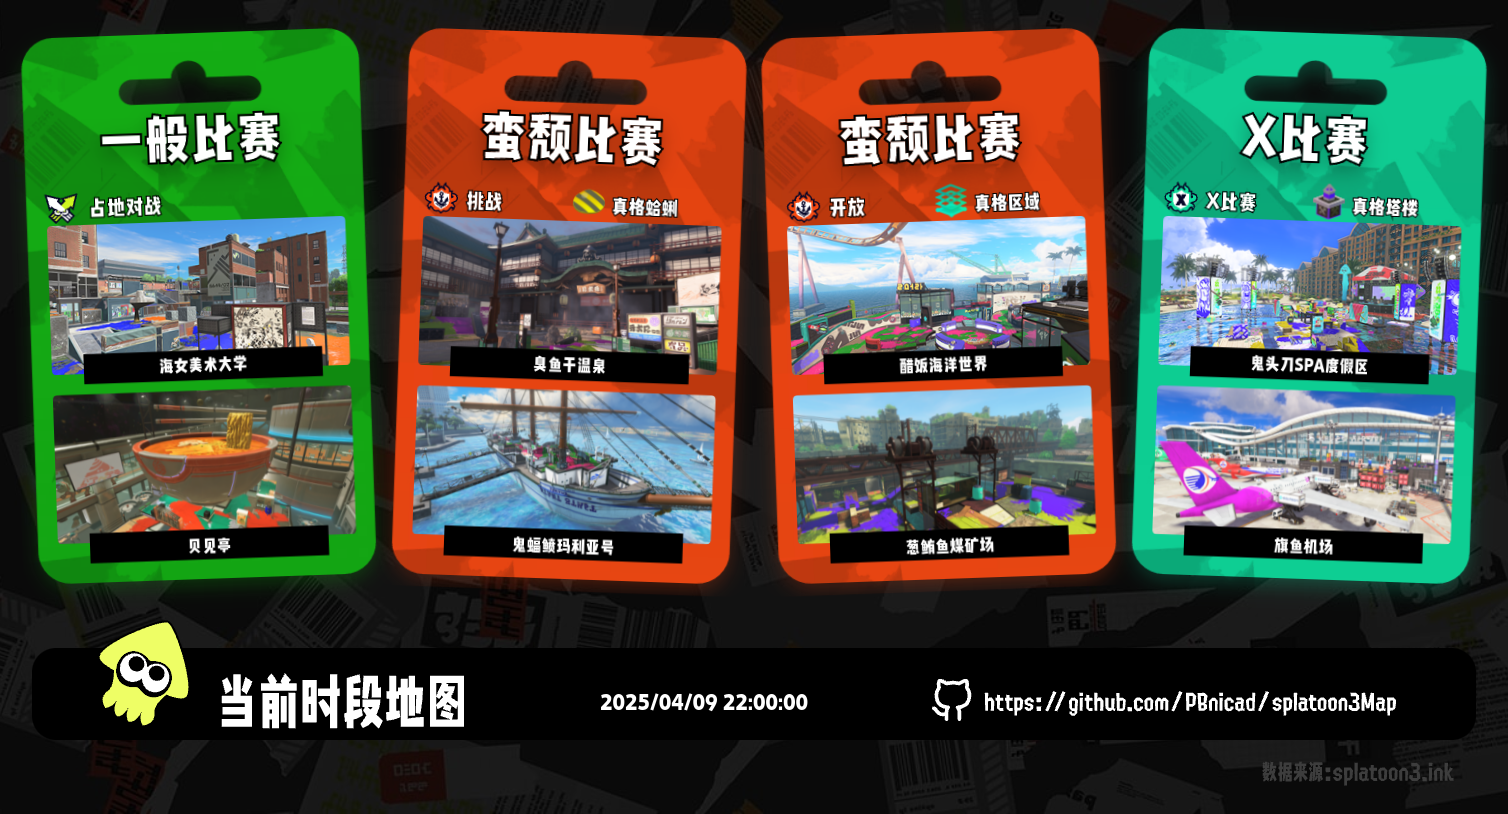 一般比赛
占地对战
海女美术大学
贝见亭
蛮颓比赛
挑战
真格蛤蜊
臭鱼干温泉
鬼蝠鲼玛利亚号
蛮颓比赛
开放
真格区域
醋饭海洋世界
葱鲔鱼煤矿场
X比赛
X比赛
真格塔楼
鬼头刀SPA度假区
旗鱼机场
当前时段地图
2025/04/09 22:00:00
https://github.com/PBnicad/splatoon3Map
数据来源:splatoon3.ink